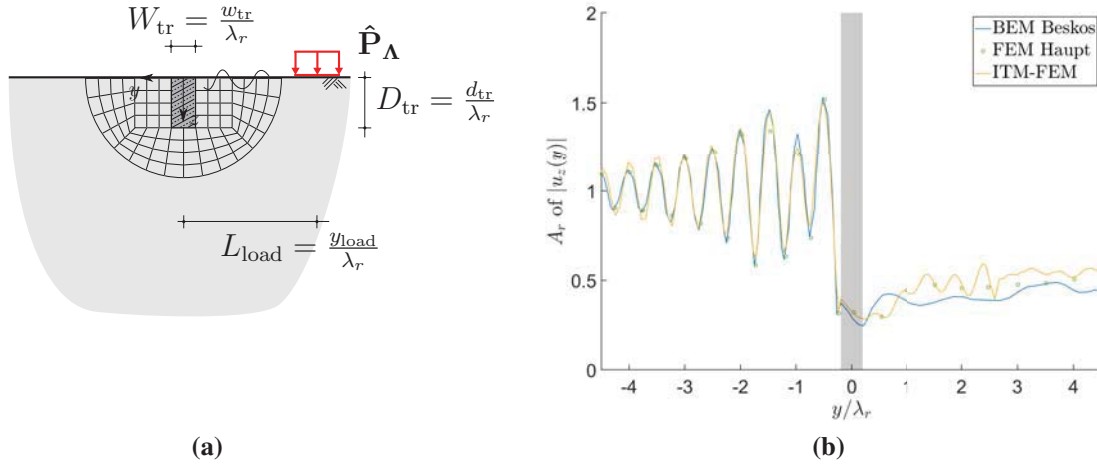 W_tr = w_tr/λ_r
P̂_Λ
y
z
D_tr = d_tr/λ_r
L_load = y_load/λ_r
(a)
BEM Beskos
FEM Haupt
ITM-FEM
A_r of |u_z(y)|
2
1.5
1
0.5
0
-4 -3 -2 -1 0 1 2 3 4
y/λ_r
(b)